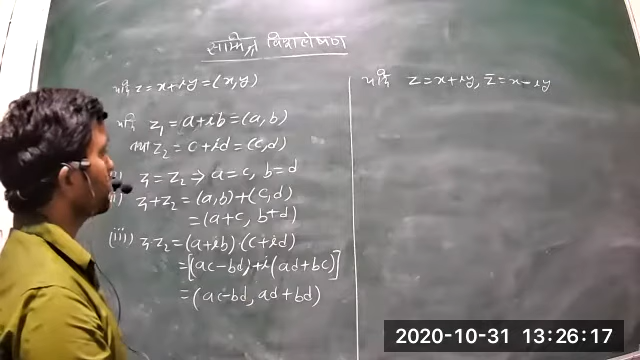 सम्मिश्र विश्लेषण
यदि z = x+iy = (x, y)
यदि z₁ = a+ib = (a, b)
तथा z₂ = c+id = (c, d)
z₁ = z₂ → a = c, b = d
z₁+z₂ = (a, b)+(c, d)
= (a+c, b+d)
(iii) z₁z₂ = (a+ib)·(c+id)
= [(ac-bd)+i(ad+bc)]
= (ac-bd, ad+bd)
यदि z = x+iy, z̄ = x-iy
2020-10-31 13:26:17